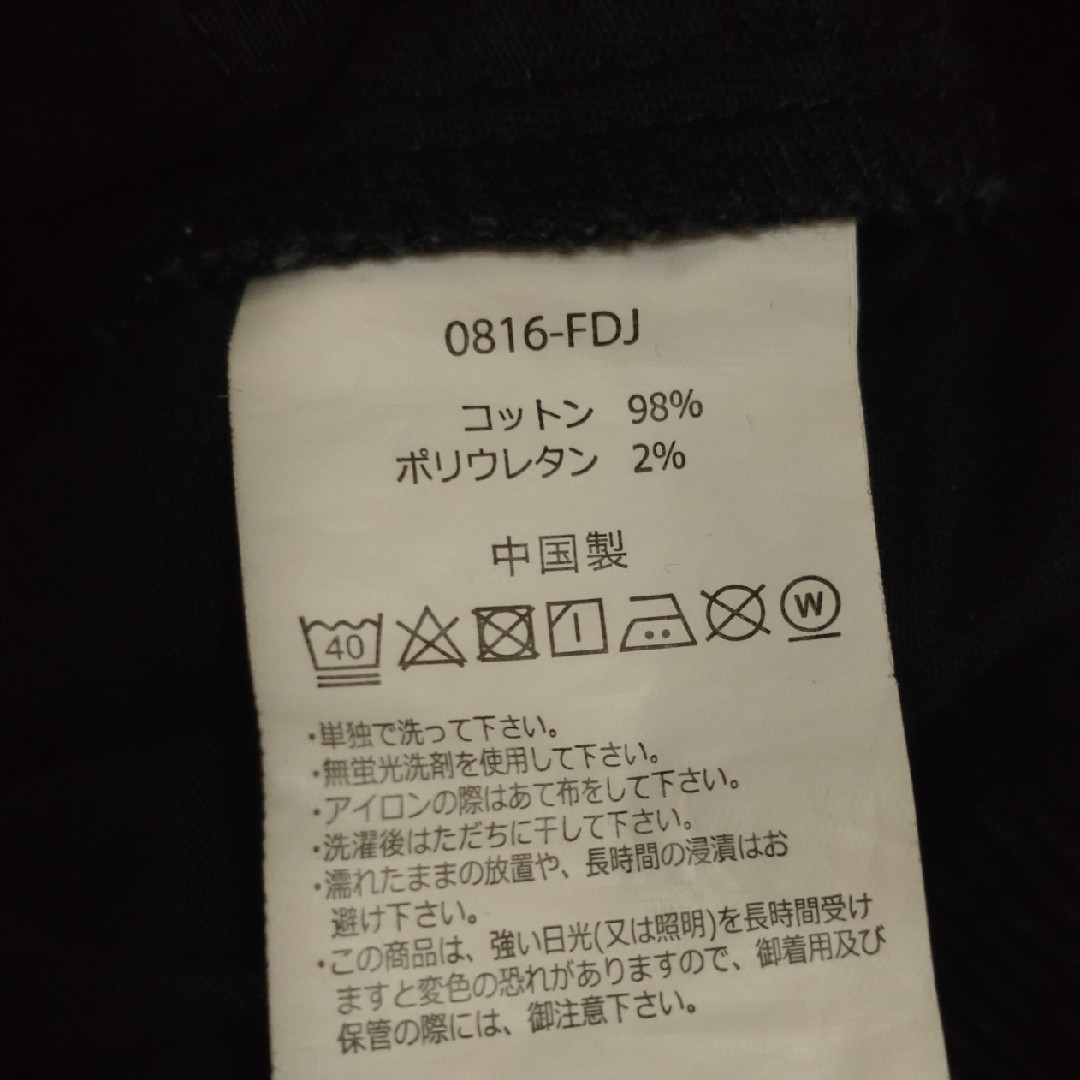 0816-FDJ
コットン 98%
ポリウレタン 2%
中国製
40 W
・単独で洗って下さい。
・無蛍光洗剤を使用して下さい。
・アイロンの際はあて布をして下さい。
・洗濯後はただちに干して下さい。
・濡れたままの放置や、長時間の浸漬はお
避け下さい。
・この商品は、強い日光(又は照明)を長時間受け
ますと変色の恐れがありますので、御着用及び
保管の際には、御注意下さい。